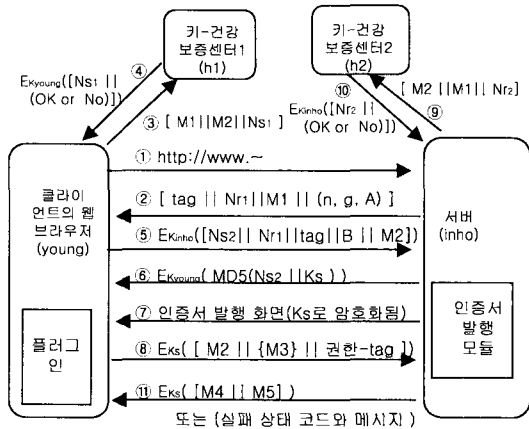 키-건강
보증센터1
(h1)
키-건강
보증센터2
(h2)
④
EKyoung([Ns1 ||
(OK or No)])
③ [ M1||M2||Ns1 ]
⑩
EKinho([Nr2 ||
(OK or No)])
[ M2 ||M1|| Nr2]
⑨
① http://www.~
② [ tag || Nr1||M1 || (n, g, A) ]
⑤ EKinho([Ns2|| Nr1||tag||B || M2])
⑥ EKyoung( MD5(Ns2 ||Ks ))
⑦ 인증서 발행 화면(Ks로 암호화됨)
⑧ EKs( [ M2 || {M3} || 권한-tag ])
⑪ EKs( [M4 || M5])
또는 (실패 상태 코드와 메시지 )
클라이
언트의 웹
브라우저
(young)
플러그
인
서버
(inho)
인증서
발행
모듈